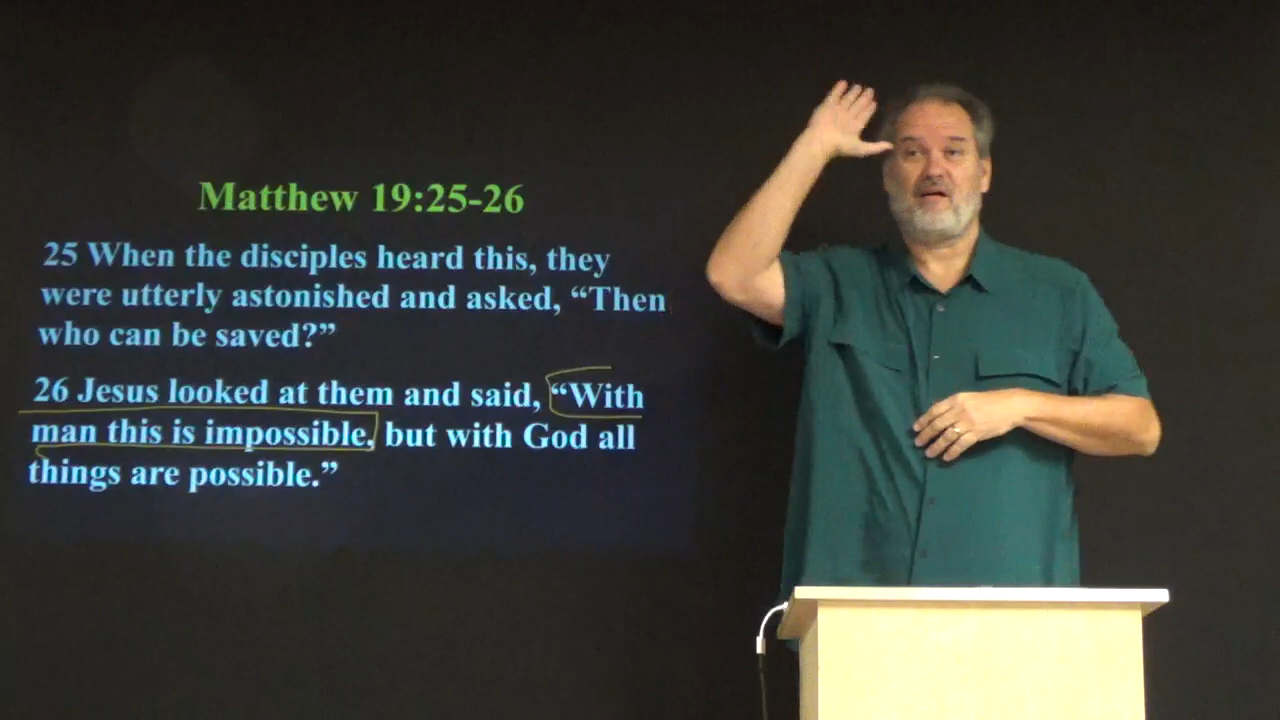 Matthew 19:25-26
25 When the disciples heard this, they
were utterly astonished and asked, “Then
who can be saved?”
26 Jesus looked at them and said, “With
man this is impossible, but with God all
things are possible.”